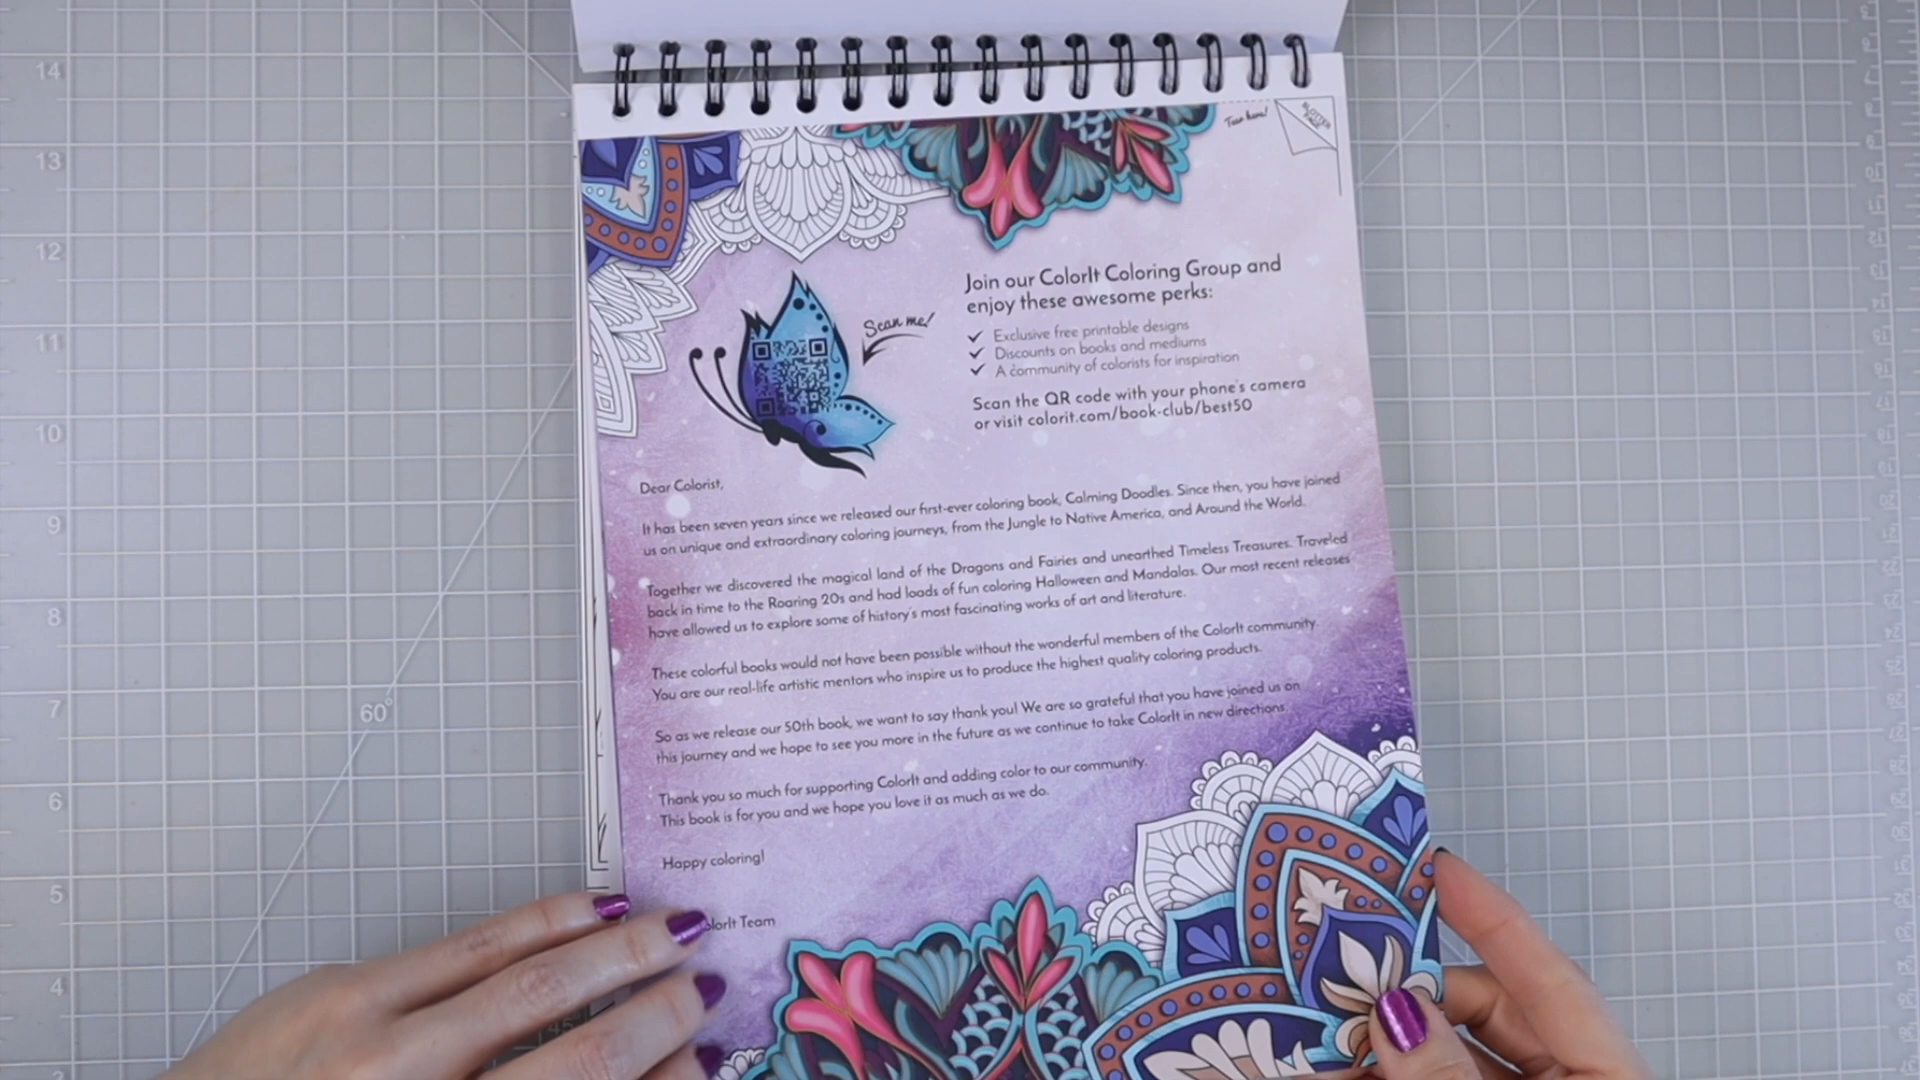 Tear here!
BLOTTER PAGE
Join our ColorIt Coloring Group and
enjoy these awesome perks:
Scan me!
Exclusive free printable designs
Discounts on books and mediums
A community of colorists for inspiration
Scan the QR code with your phone's camera
or visit colorit.com/book-club/best50
Dear Colorist,
It has been seven years since we released our first-ever coloring book, Calming Doodles. Since then, you have joined
us on unique and extraordinary coloring journeys, from the Jungle to Native America, and Around the World.
Together we discovered the magical land of the Dragons and Fairies and unearthed Timeless Treasures. Traveled
back in time to the Roaring 20s and had loads of fun coloring Halloween and Mandalas. Our most recent releases
have allowed us to explore some of history's most fascinating works of art and literature.
These colorful books would not have been possible without the wonderful members of the ColorIt community.
You are our real-life artistic mentors who inspire us to produce the highest quality coloring products.
So as we release our 50th book, we want to say thank you! We are so grateful that you have joined us on
this journey and we hope to see you more in the future as we continue to take ColorIt in new directions.
Thank you so much for supporting ColorIt and adding color to our community.
This book is for you and we hope you love it as much as we do.
Happy coloring!
olorIt Team
14
13
12
11
10
9
8
7
60°
6
5
4
45°